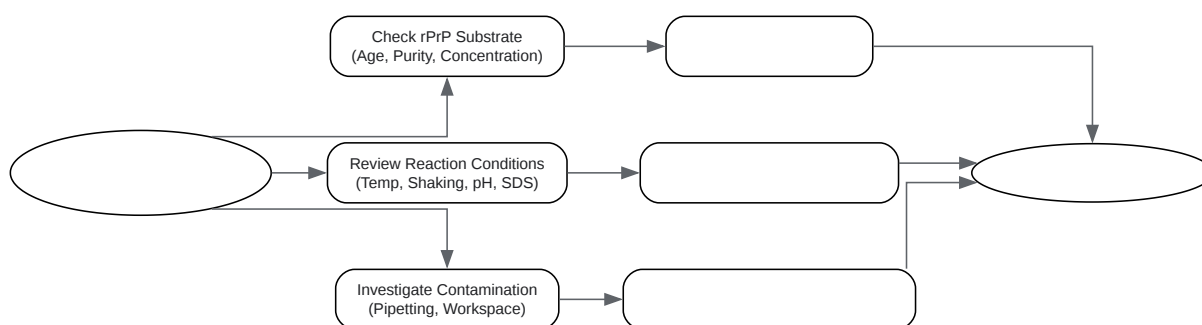 Check rPrP Substrate
(Age, Purity, Concentration)
Review Reaction Conditions
(Temp, Shaking, pH, SDS)
Investigate Contamination
(Pipetting, Workspace)